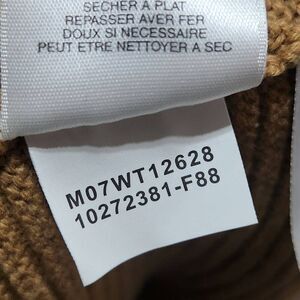 SECHER A PLAT
REPASSER AVER FER
DOUX SI NECESSAIRE
PEUT ETRE NETTOYER A SEC
M07WT12628
10272381-F88